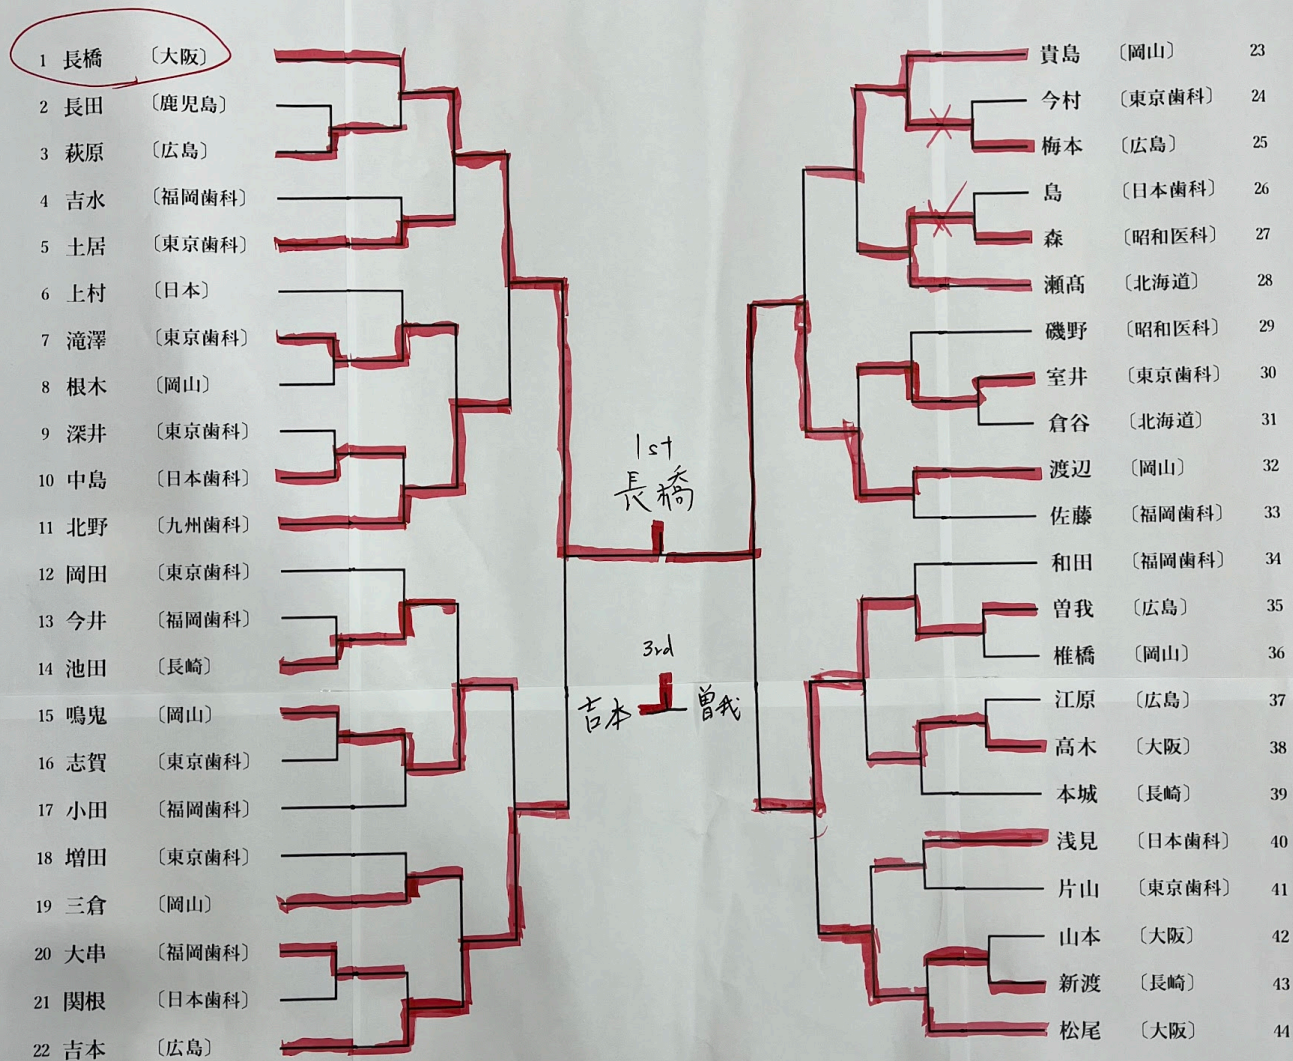 1 長橋 〔大阪〕
2 長田 〔鹿児島〕
3 萩原 〔広島〕
4 吉水 〔福岡歯科〕
5 土居 〔東京歯科〕
6 上村 〔日本〕
7 滝澤 〔東京歯科〕
8 根木 〔岡山〕
9 深井 〔東京歯科〕
10 中島 〔日本歯科〕
11 北野 〔九州歯科〕
12 岡田 〔東京歯科〕
13 今井 〔福岡歯科〕
14 池田 〔長崎〕
15 鳴鬼 〔岡山〕
16 志賀 〔東京歯科〕
17 小田 〔福岡歯科〕
18 増田 〔東京歯科〕
19 三倉 〔岡山〕
20 大串 〔福岡歯科〕
21 関根 〔日本歯科〕
22 吉本 〔広島〕
1st
長橋
3rd
吉本 曽我
貴島 〔岡山〕 23
今村 〔東京歯科〕 24
梅本 〔広島〕 25
島 〔日本歯科〕 26
森 〔昭和医科〕 27
瀬髙 〔北海道〕 28
磯野 〔昭和医科〕 29
室井 〔東京歯科〕 30
倉谷 〔北海道〕 31
渡辺 〔岡山〕 32
佐藤 〔福岡歯科〕 33
和田 〔福岡歯科〕 34
曽我 〔広島〕 35
椎橋 〔岡山〕 36
江原 〔広島〕 37
高木 〔大阪〕 38
本城 〔長崎〕 39
浅見 〔日本歯科〕 40
片山 〔東京歯科〕 41
山本 〔大阪〕 42
新渡 〔長崎〕 43
松尾 〔大阪〕 44